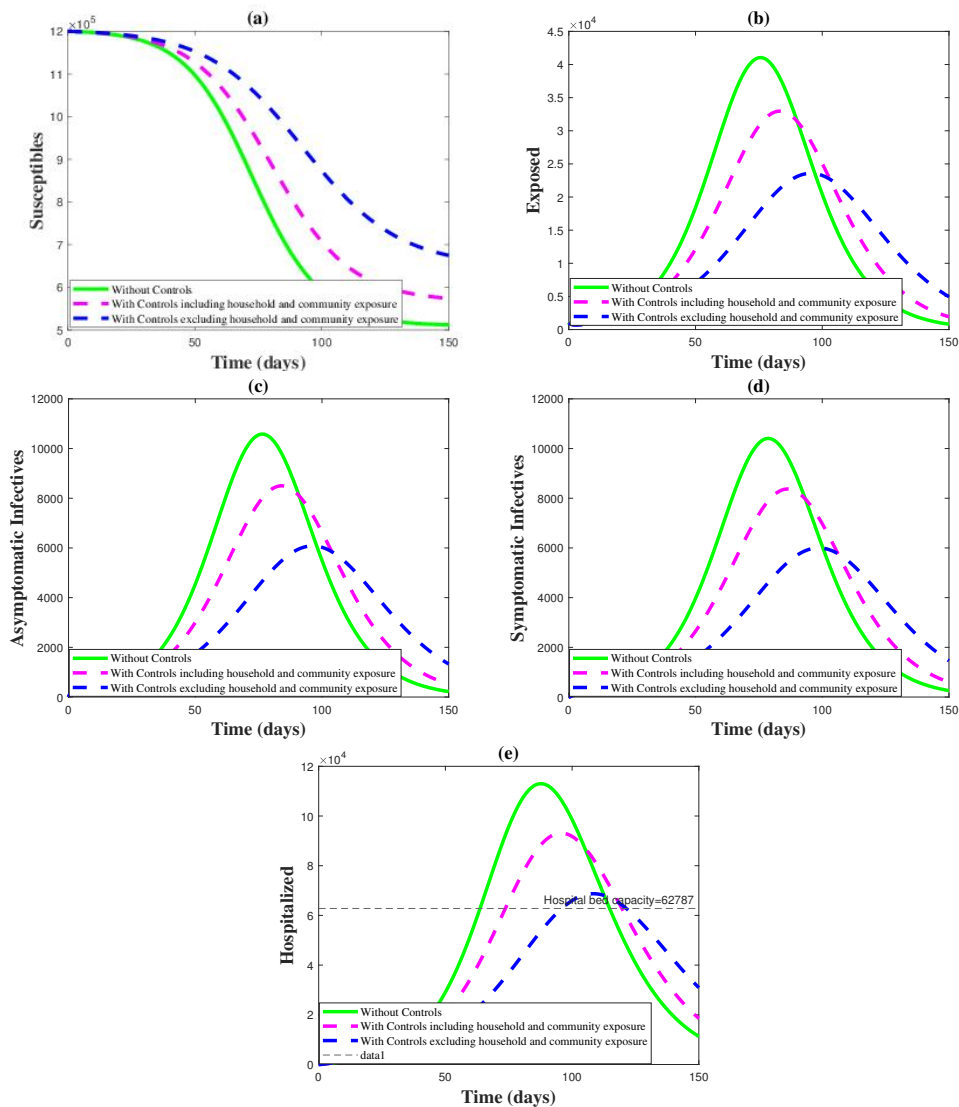 (a)
×10⁵
12
11
12
10
9
8
7
6
5
0
50
100
150
Susceptibles
Time (days)
Without Controls
With Controls including household and community exposure
With Controls excluding household and community exposure
(b)
×10⁴
4.5
4
3.5
3
2.5
2
1.5
1
0.5
0
0
50
100
150
Exposed
Time (days)
Without Controls
With Controls including household and community exposure
With Controls excluding household and community exposure
(c)
12000
10000
8000
6000
4000
2000
0
0
50
100
150
Asymptomatic Infectives
Time (days)
Without Controls
With Controls including household and community exposure
With Controls excluding household and community exposure
(d)
12000
10000
8000
6000
4000
2000
0
0
50
100
150
Symptomatic Infectives
Time (days)
Without Controls
With Controls including household and community exposure
With Controls excluding household and community exposure
(e)
×10⁴
12
10
8
6
4
2
0
0
50
100
150
Hospitalized
Time (days)
Hospital bed capacity=62787
Without Controls
With Controls including household and community exposure
With Controls excluding household and community exposure
data1